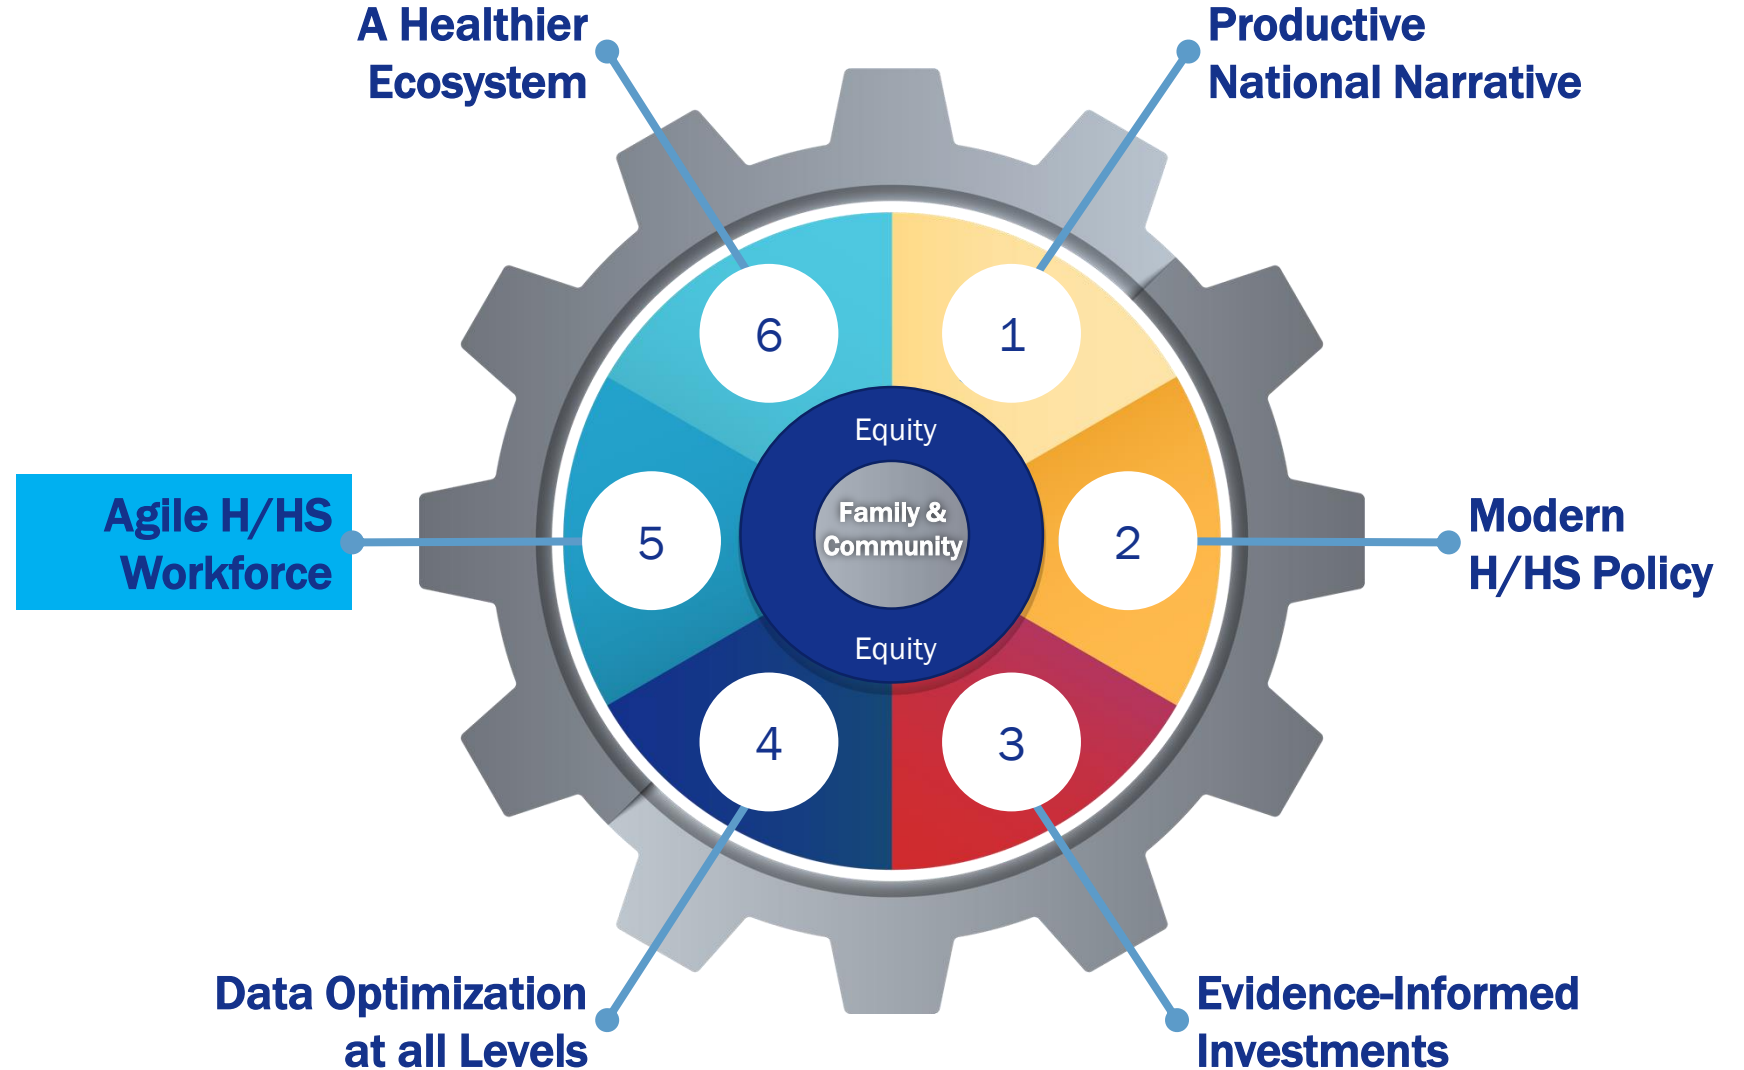 A Healthier
Ecosystem
Productive
National Narrative
6
1
Equity
Agile H/HS
Workforce
5
Family &
Community
2
Modern
H/HS Policy
Equity
4
3
Data Optimization
at all Levels
Evidence-Informed
Investments